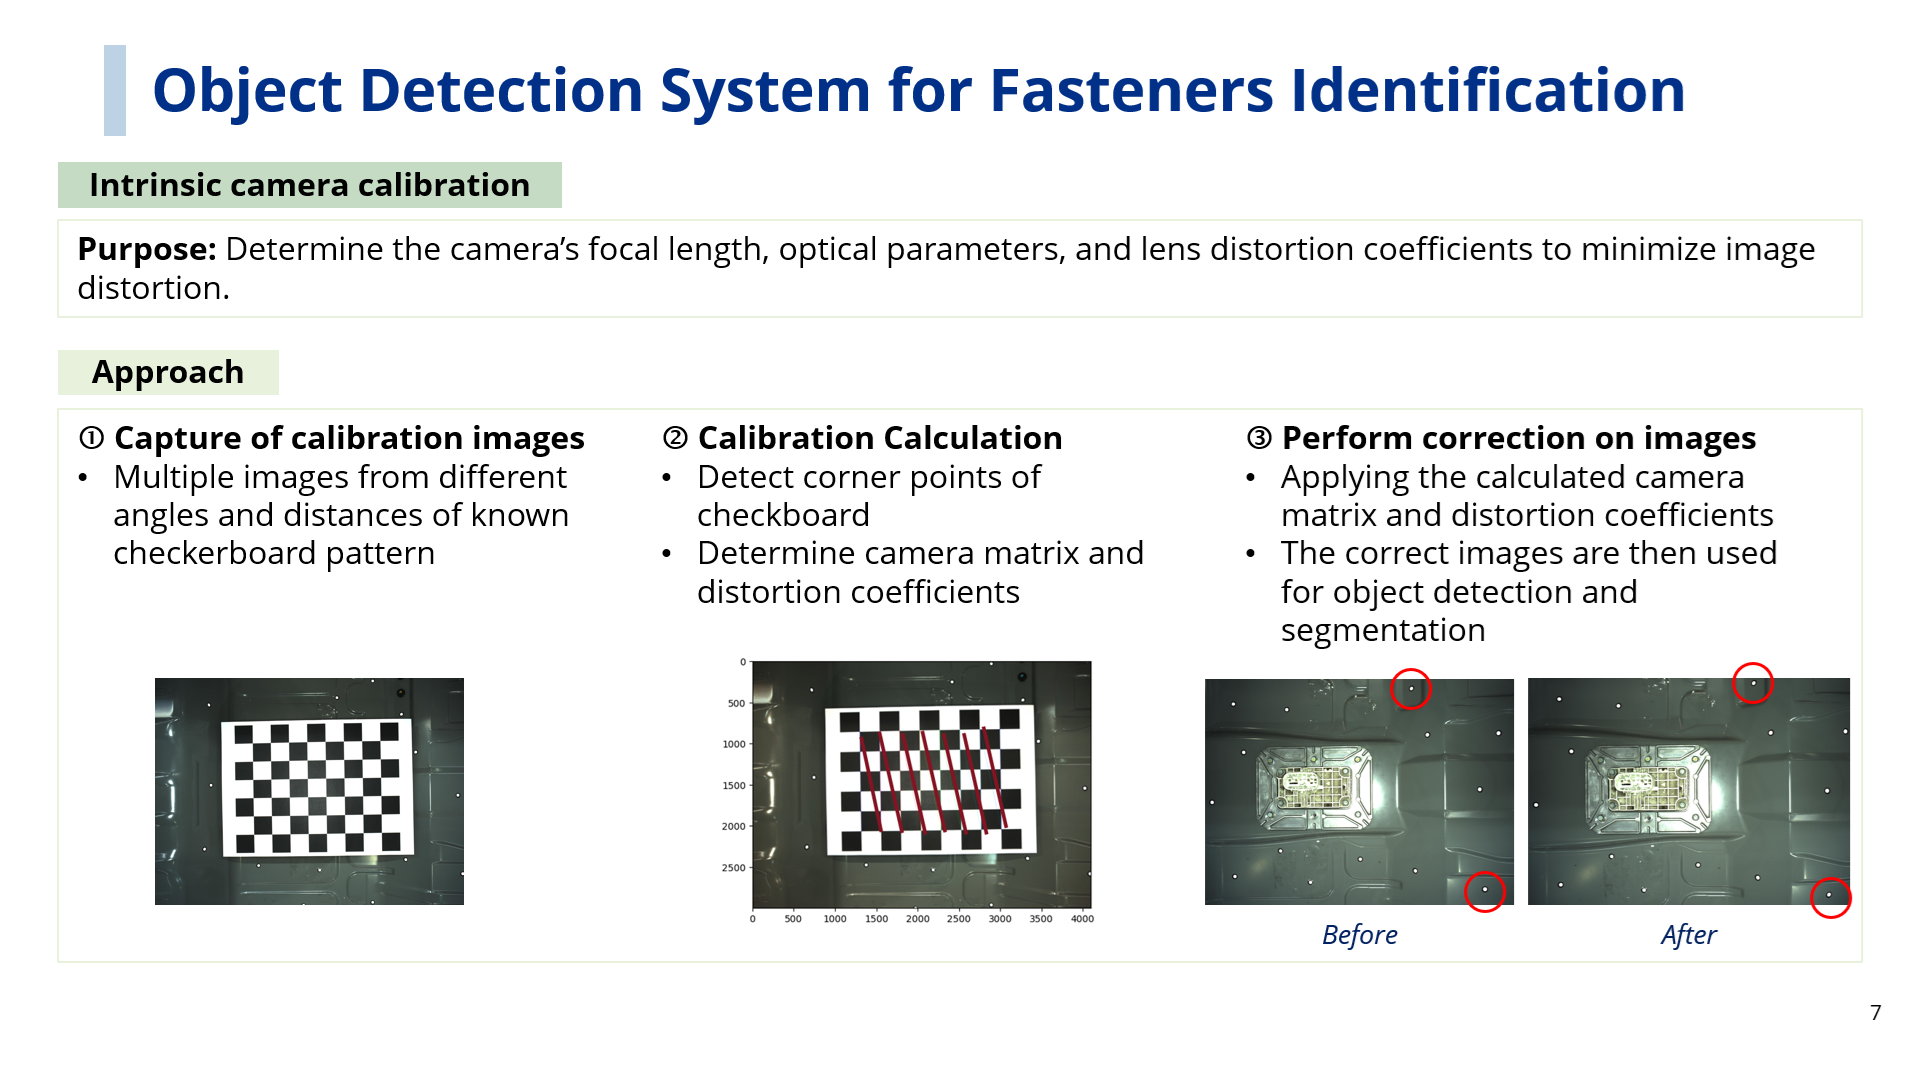 Object Detection System for Fasteners Identification
Intrinsic camera calibration
Purpose: Determine the camera’s focal length, optical parameters, and lens distortion coefficients to minimize image
distortion.
Approach
① Capture of calibration images
• Multiple images from different
angles and distances of known
checkerboard pattern
② Calibration Calculation
• Detect corner points of
checkboard
• Determine camera matrix and
distortion coefficients
③ Perform correction on images
• Applying the calculated camera
matrix and distortion coefficients
• The correct images are then used
for object detection and
segmentation
0
500
1000
1500
2000
2500
0 500 1000 1500 2000 2500 3000 3500 4000
Before
After
7